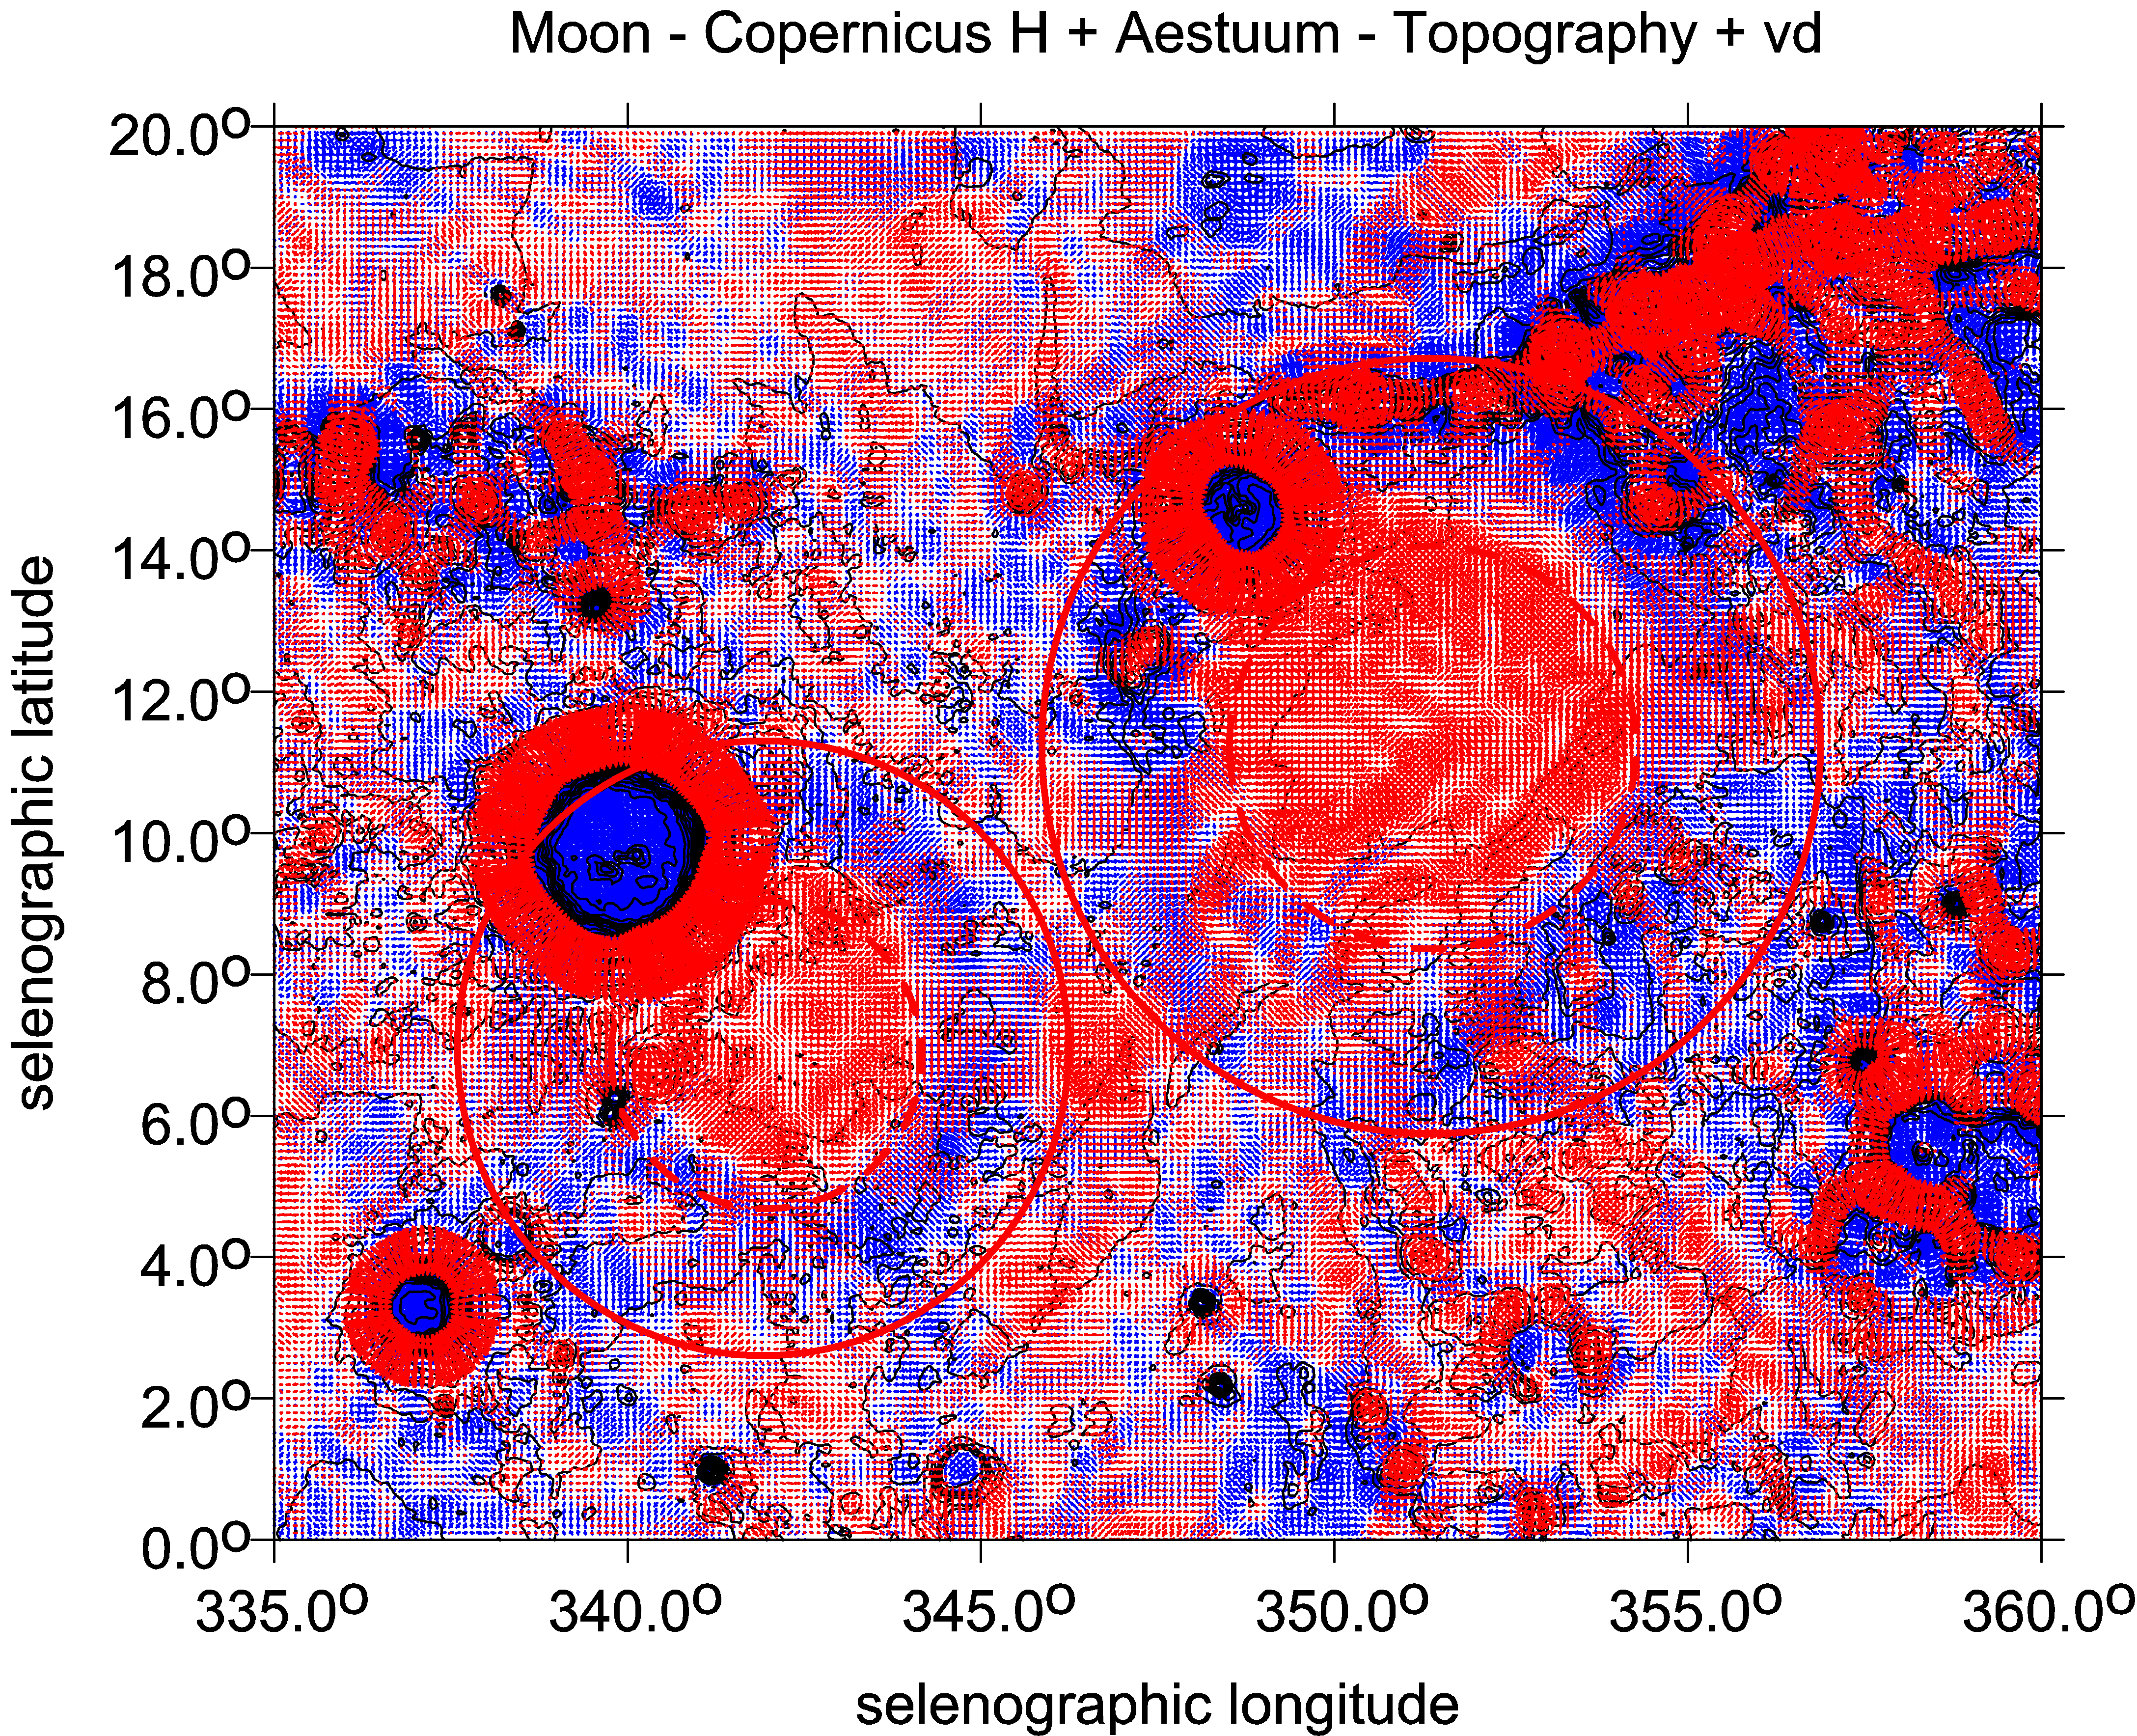 Moon - Copernicus H + Aestuum - Topography + vd
20.0º
18.0º
16.0º
14.0º
12.0º
10.0º
8.0º
6.0º
4.0º
2.0º
0.0º
selenographic latitude
335.0º 340.0º 345.0º 350.0º 355.0º 360.0º
selenographic longitude